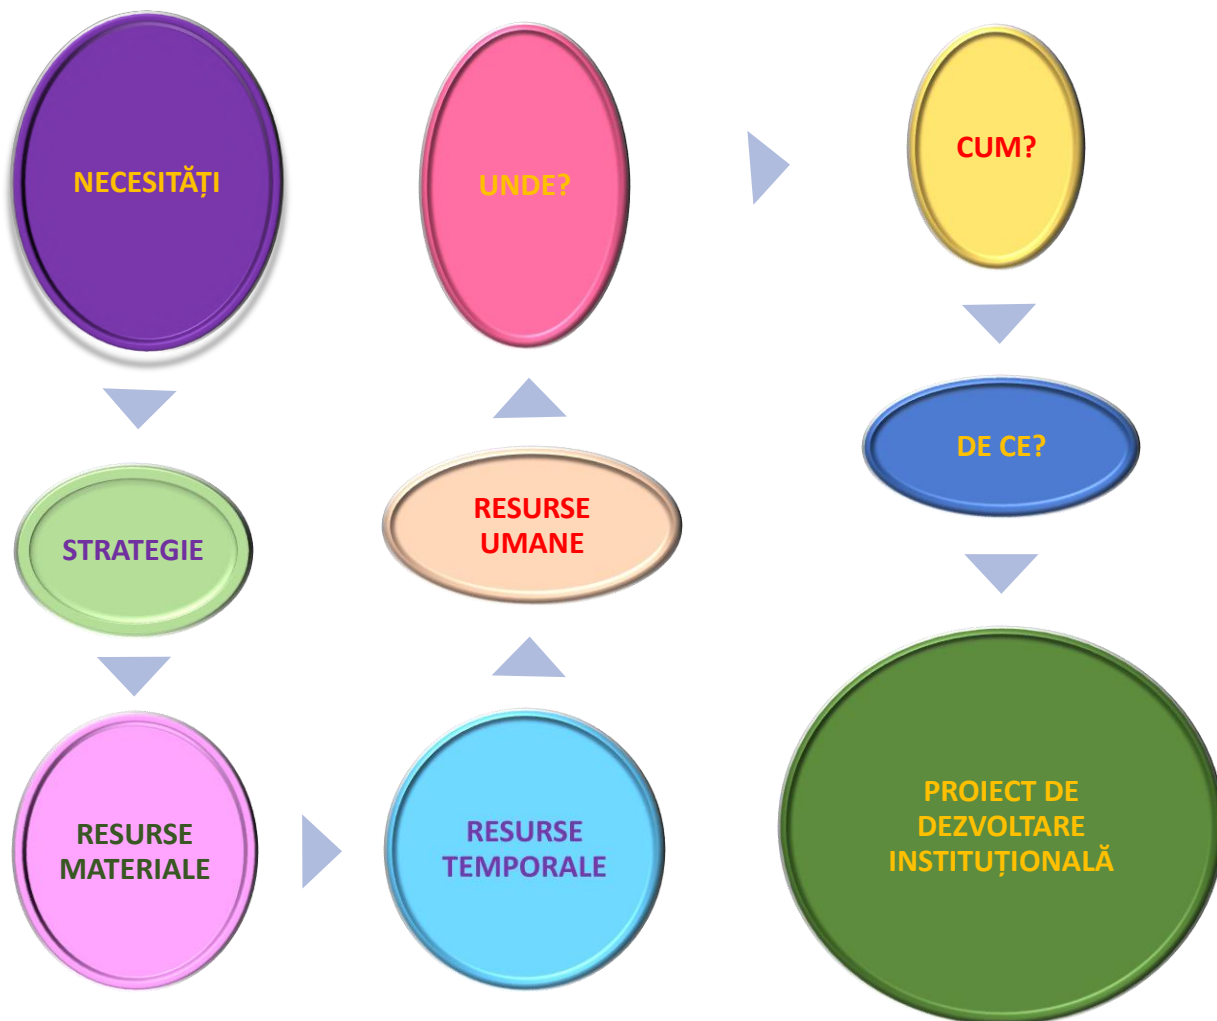 NECESITĂȚI
STRATEGIE
RESURSE
MATERIALE
RESURSE
TEMPORALE
RESURSE
UMANE
UNDE?
CUM?
DE CE?
PROIECT DE
DEZVOLTARE
INSTITUȚIONALĂ